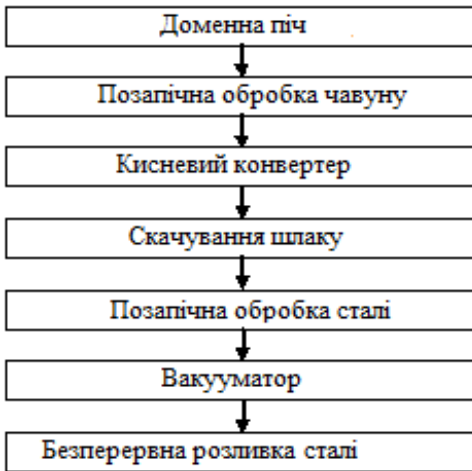 Доменна піч
Позапічна обробка чавуну
Кисневий конвертер
Скачування шлаку
Позапічна обробка сталі
Вакууматор
Безперервна розливка сталі